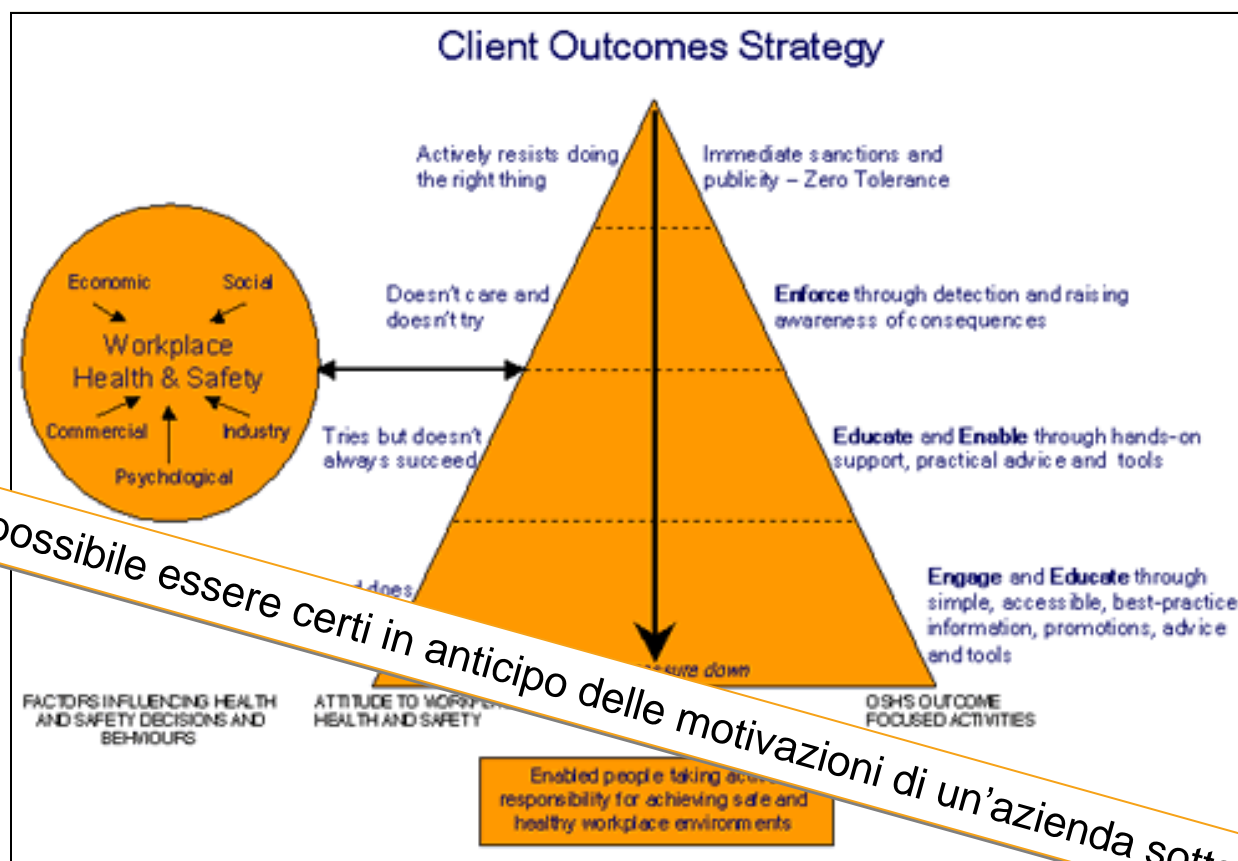 Client Outcomes Strategy
Actively resists doing
the right thing
Immediate sanctions and
publicity – Zero Tolerance
Economic
Social
Workplace
Health & Safety
Commercial
Industry
Psychological
Doesn't care and
doesn't try
Enforce through detection and raising
awareness of consequences
Tries but doesn't
always succeed
Educate and Enable through hands-on
support, practical advice and tools
does
Engage and Educate through
simple, accessible, best-practice
information, promotions, advice
and tools
down
possibile essere certi in anticipo delle motivazioni di un'azienda
FACTORS INFLUENCING HEALTH
AND SAFETY DECISIONS AND
BEHVIOURS
ATTITUDE TO
HEALTH AND SAFETY
OSH'S OUTCOME
FOCUSED ACTIVITIES
Enabled people taking
responsibility for achieving safe and
healthy workplace environments